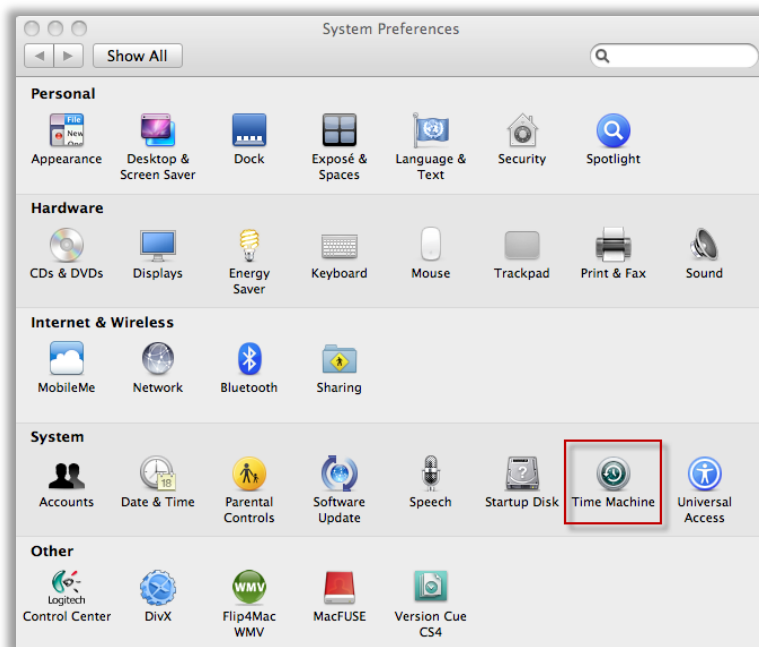 System Preferences
Show All
Personal
File
New
Appearance
Desktop &
Screen Saver
Dock
Exposé &
Spaces
Language &
Text
Security
Spotlight
Hardware
CDs & DVDs
Displays
Energy
Saver
Keyboard
Mouse
Trackpad
Print & Fax
Sound
Internet & Wireless
MobileMe
Network
Bluetooth
Sharing
System
18
?
Accounts
Date & Time
Parental
Controls
Software
Update
Speech
Startup Disk
Time Machine
Universal
Access
Other
WMV
Logitech
Control Center
DivX
Flip4Mac
WMV
MacFUSE
Version Cue
CS4